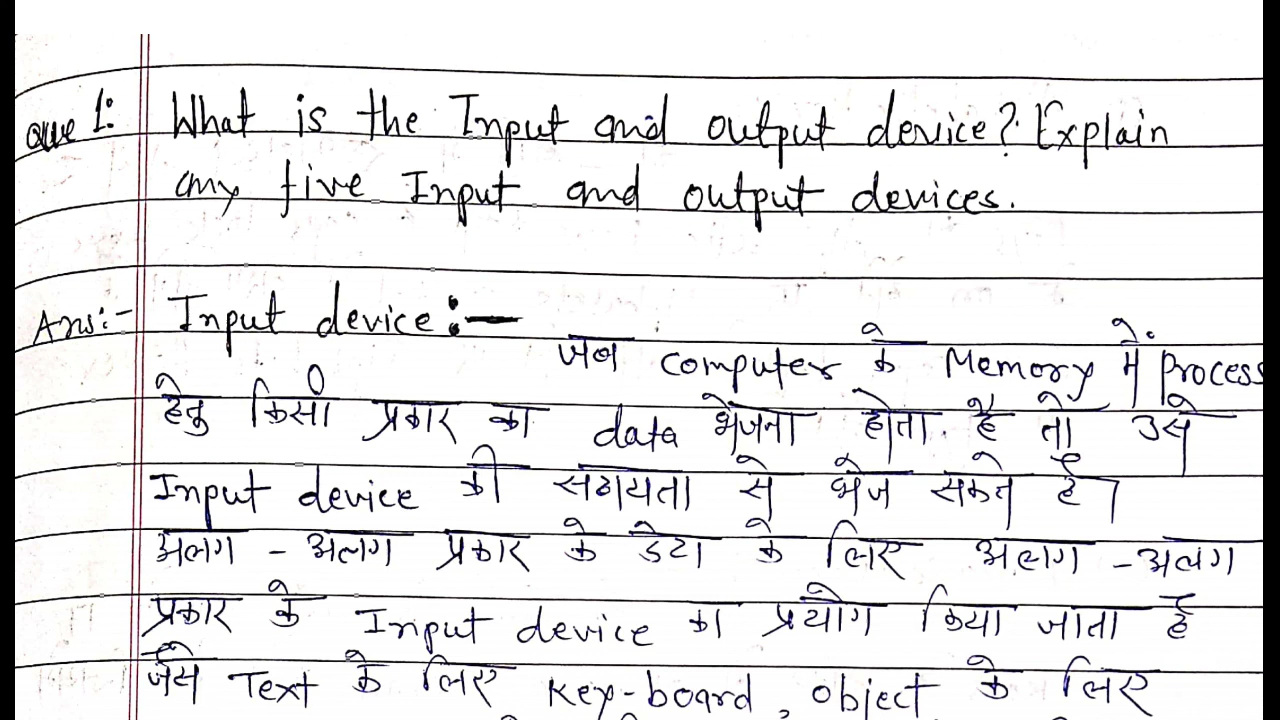 Que 1: What is the Input and output device? Explain
any five Input and output devices.
Ans:- Input device:—
जब computer के Memory में Process
हेतु किसी प्रकार का data भेजना होता है तो उसे
Input device की सहायता से भेज सकते है।
अलग - अलग प्रकार के डेटा के लिए अलग - अलग
प्रकार के Input device का प्रयोग किया जाता है
जैसे Text के लिए Key-board, object के लिए